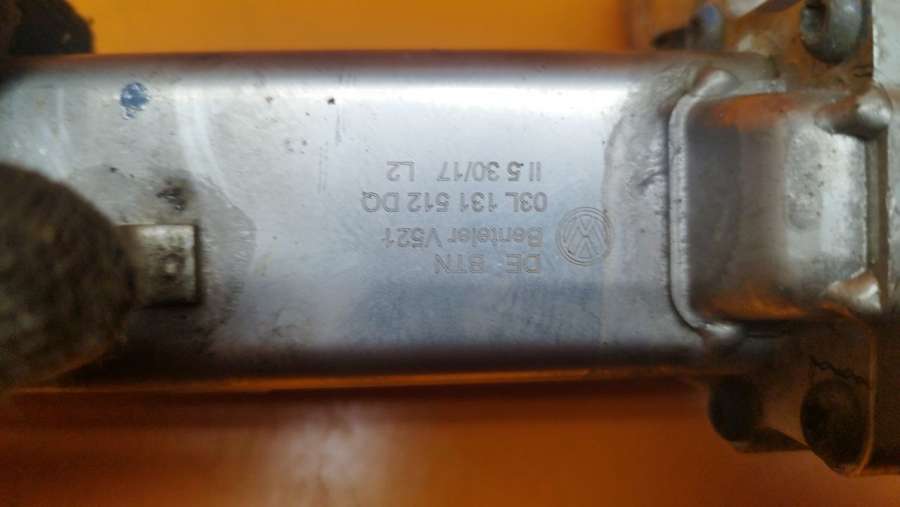 DE BTN
Benteler V521
03L 131 512 DQ
II 5 30/17 L2